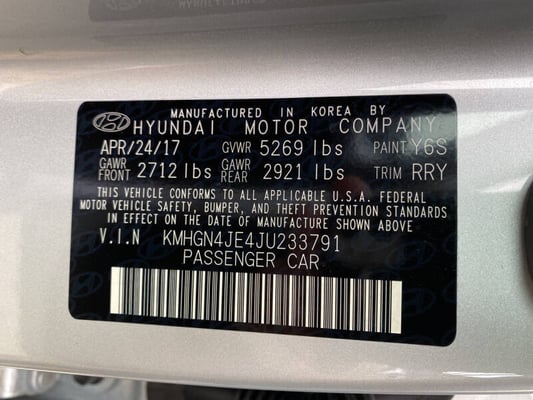 MANUFACTURED IN KOREA BY
HYUNDAI MOTOR COMPANY
APR/24/17 GVWR 5269 lbs PAINT Y6S
GAWR FRONT 2712 lbs GAWR REAR 2921 lbs TRIM RRY
THIS VEHICLE CONFORMS TO ALL APPLICABLE U.S.A. FEDERAL
MOTOR VEHICLE SAFETY, BUMPER, AND THEFT PREVENTION STANDARDS
IN EFFECT ON THE DATE OF MANUFACTURE SHOWN ABOVE.
V.I.N KMHGN4JE4JU233791
PASSENGER CAR